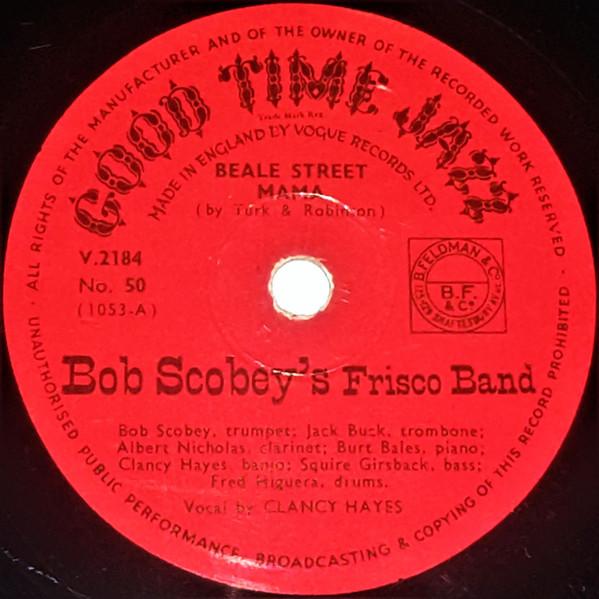 · ALL RIGHTS OF THE MANUFACTURER AND OF THE OWNER OF THE RECORDED WORK RESERVED ·
GOOD TIME JAZZ
Trade Mark Reg.
MADE IN ENGLAND BY VOGUE RECORDS LTD.
BEALE STREET
MAMA
(by Turk & Robinson)
V.2184
No. 50
(1053-A)
B. FELDMAN & Co
B.F.
& Co
Bob Scobey's Frisco Band
Bob Scobey, trumpet; Jack Buck, trombone;
Albert Nicholas, clarinet; Burt Bales, piano;
Clancy Hayes, banjo; Squire Girsback, bass;
Fred Higuera, drums.
Vocal by CLANCY HAYES
UNAUTHORISED PUBLIC PERFORMANCE, BROADCASTING & COPYING OF THIS RECORD PROHIBITED ·